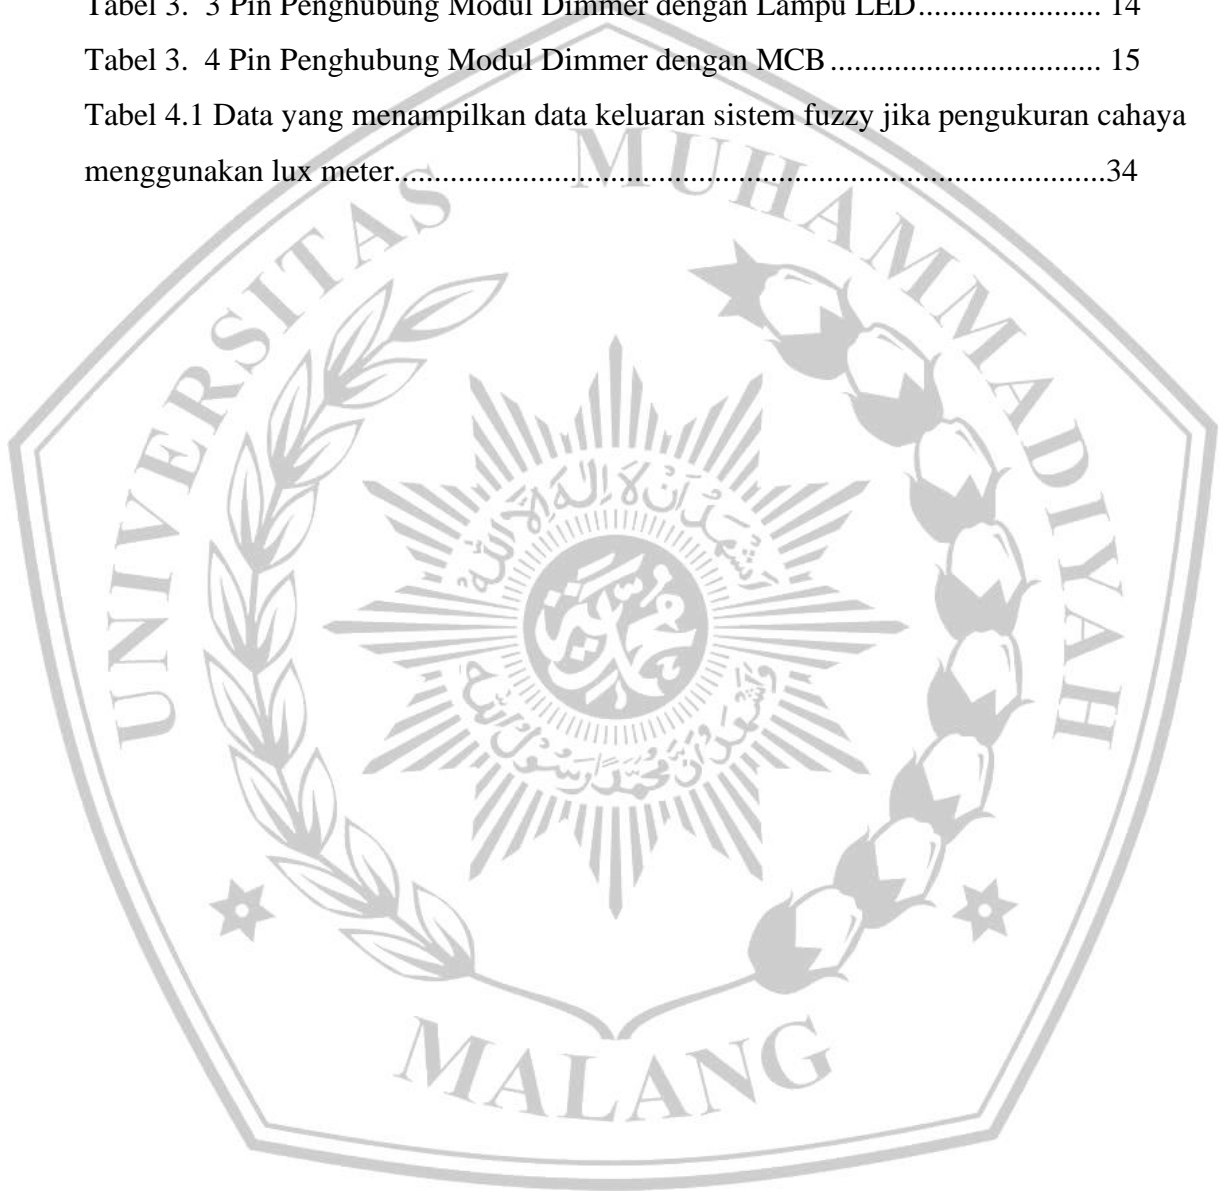 Tabel 3.  3 Pin Penghubung Modul Dimmer dengan Lampu LED....................... 14
Tabel 3.  4 Pin Penghubung Modul Dimmer dengan MCB.................................. 15
Tabel 4.1 Data yang menampilkan data keluaran sistem fuzzy jika pengukuran cahaya
menggunakan lux meter.........................................................................................34
UNIVERSITAS MUHAMMADIYAH
MALANG